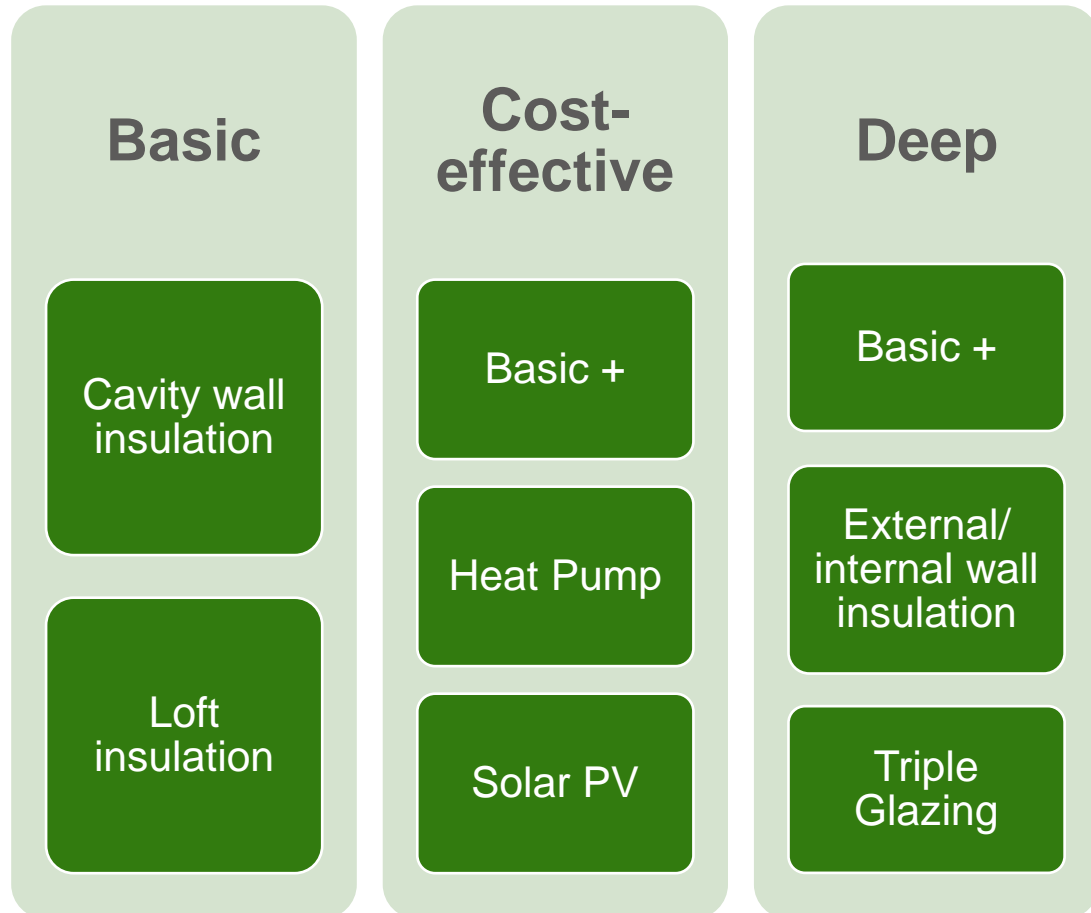 Basic
Cavity wall
insulation
Loft
insulation
Cost-
effective
Basic +
Heat Pump
Solar PV
Deep
Basic +
External/
internal wall
insulation
Triple
Glazing